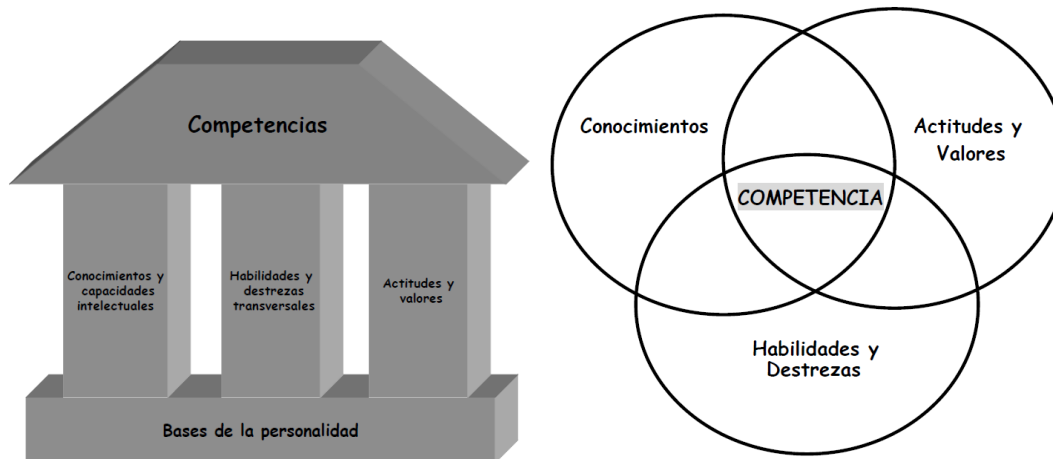 Competencias
Conocimientos y
capacidades
intelectuales
Habilidades y
destrezas
transversales
Actitudes y
valores
Bases de la personalidad
Conocimientos
Actitudes y
Valores
COMPETENCIA
Habilidades y
Destrezas